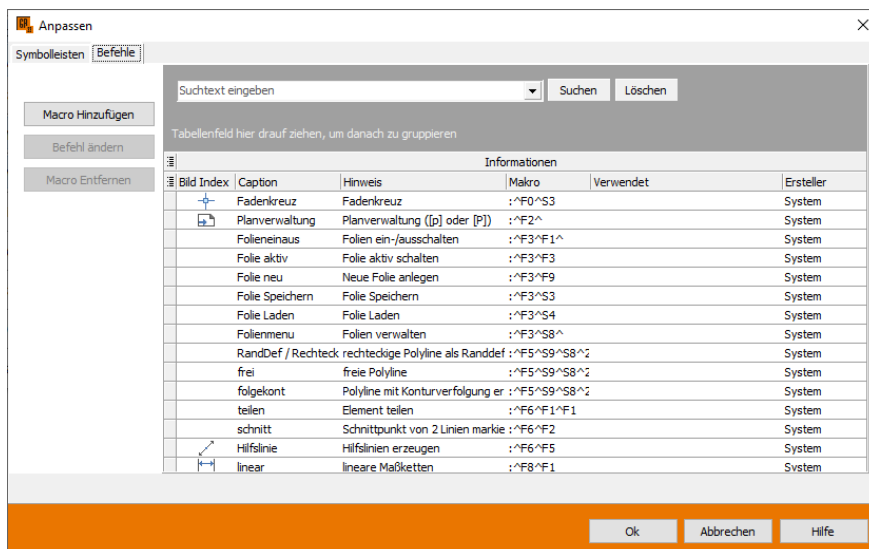 Anpassen
Symbolleisten Befehle
Suchtext eingeben Suchen Löschen
Macro Hinzufügen
Tabellenfeld hier drauf ziehen, um danach zu gruppieren
Befehl ändern
Informationen
Macro Entfernen
Bild Index Caption Hinweis Makro Verwendet Ersteller
Fadenkreuz Fadenkreuz :^F0^S3 System
Planverwaltung Planverwaltung ([p] oder [P]) :^F2^ System
Folieneinaus Folien ein-/ausschalten :^F3^F1^ System
Folie aktiv Folie aktiv schalten :^F3^F3 System
Folie neu Neue Folie anlegen :^F3^F9 System
Folie Speichern Folie Speichern :^F3^S3 System
Folie Laden Folie Laden :^F3^S4 System
Folienmenu Folien verwalten :^F3^S8^ System
RandDef / Rechteck rechteckige Polyline als Randdef :^F5^S9^S8^2 System
frei freie Polyline :^F5^S9^S8^2 System
folgekont Polyline mit Konturverfolgung er :^F5^S9^S8^2 System
teilen Element teilen :^F6^F1^F1 System
schnitt Schnittpunkt von 2 Linien markie :^F6^F2 System
Hilfslinie Hilfslinien erzeugen :^F6^F5 System
linear lineare Maßketten :^F8^F1 System
Ok Abbrechen Hilfe